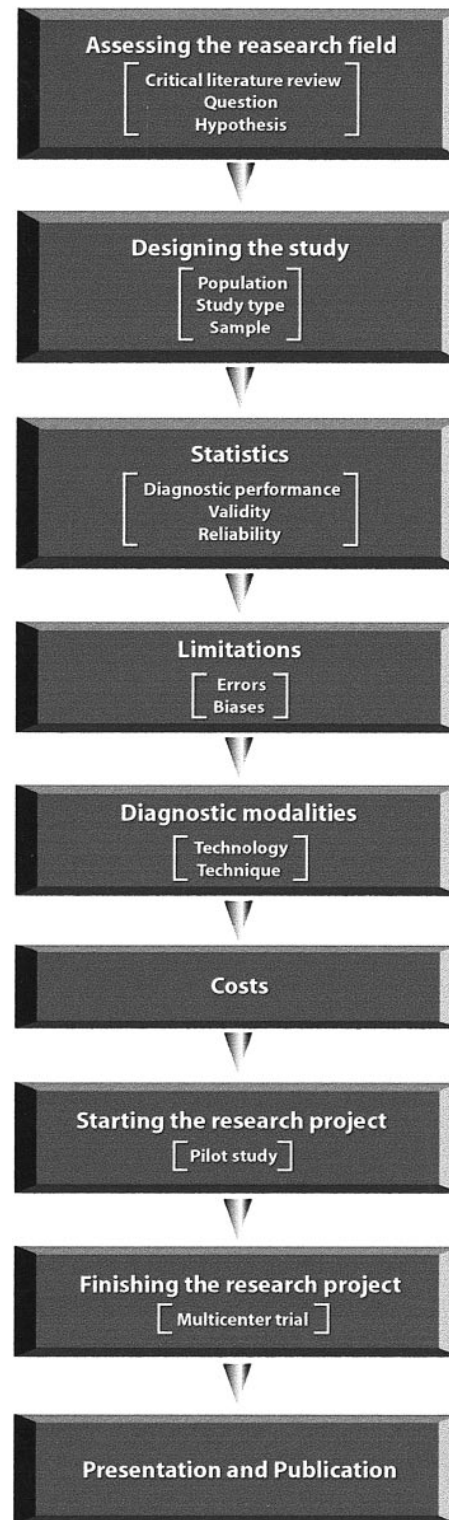 Assessing the reasearch field
Critical literature review
Question
Hypothesis
Designing the study
Population
Study type
Sample
Statistics
Diagnostic performance
Validity
Reliability
Limitations
Errors
Biases
Diagnostic modalities
Technology
Technique
Costs
Starting the research project
Pilot study
Finishing the research project
Multicenter trial
Presentation and Publication